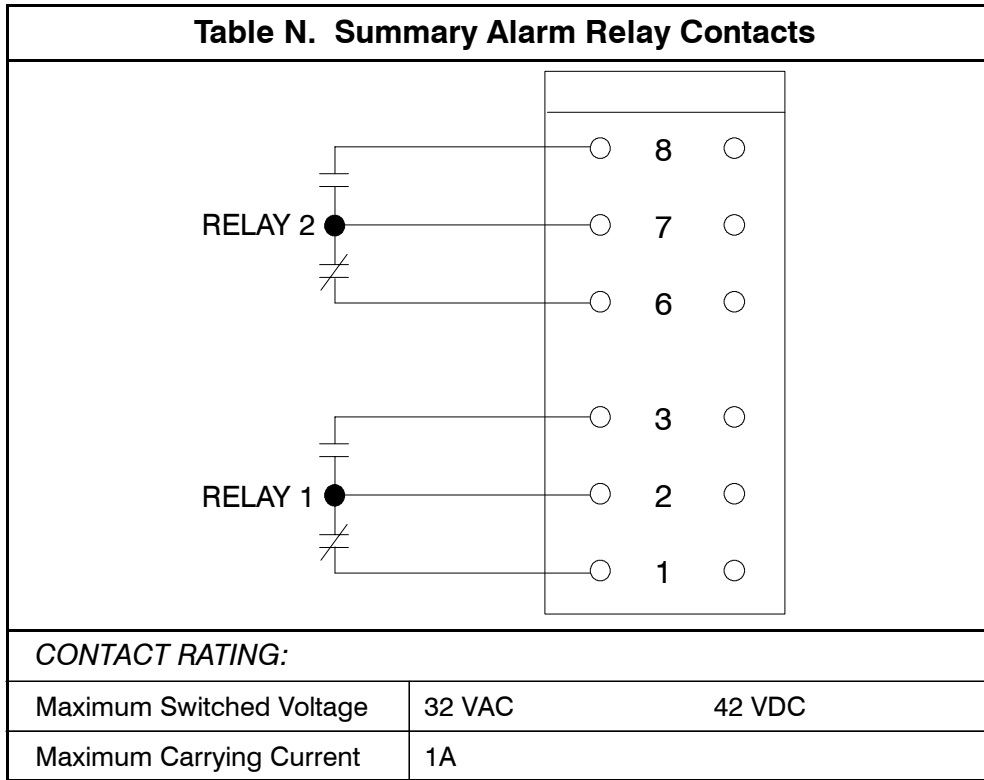 Table N. Summary Alarm Relay Contacts
8
RELAY 2
7
6
3
RELAY 1
2
1
CONTACT RATING:
Maximum Switched Voltage 32 VAC 42 VDC
Maximum Carrying Current 1A